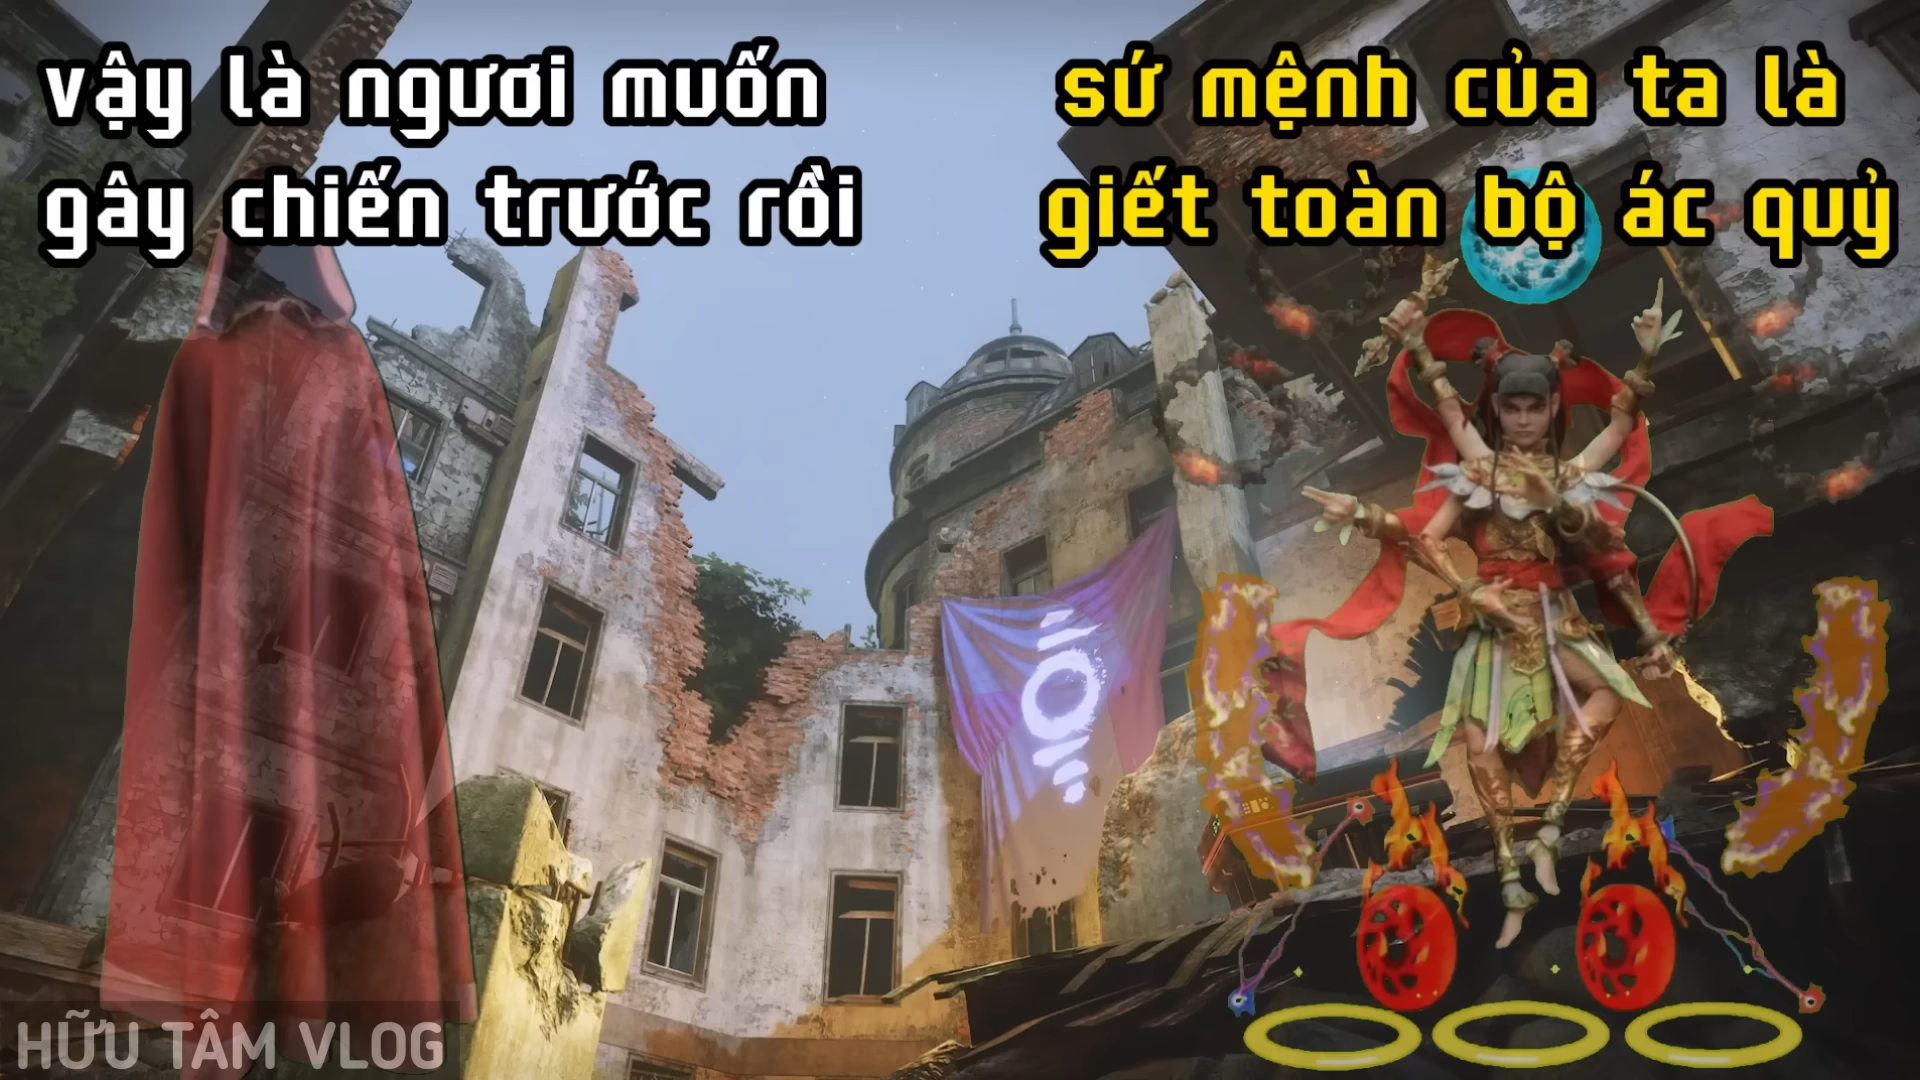 vậy là ngươi muốn
gây chiến trước rồi
sứ mệnh của ta là
giết toàn bộ ác quỷ
HỮU TÂM VLOG